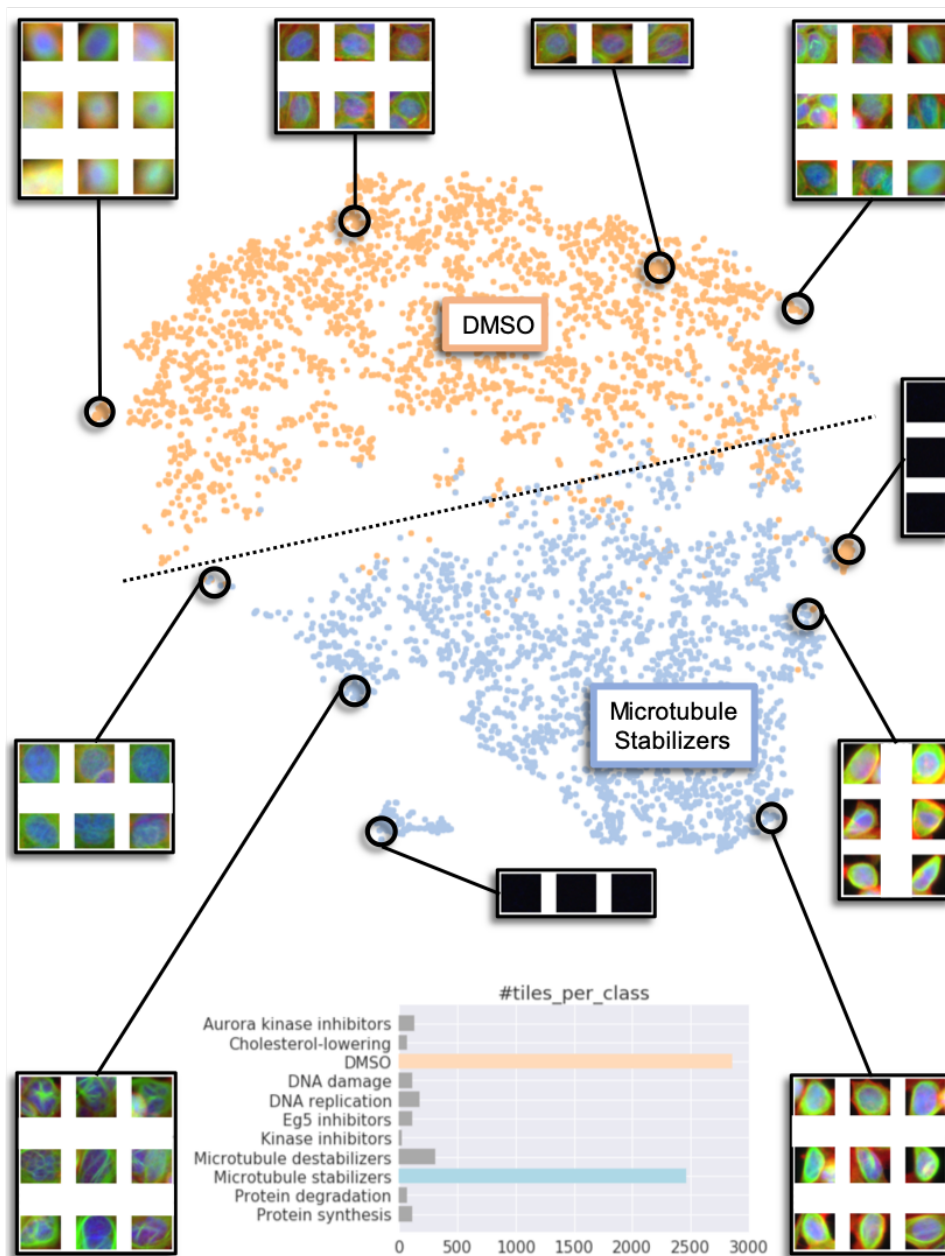 DMSO
Microtubule
Stabilizers
#tiles_per_class
Aurora kinase inhibitors
Cholesterol-lowering
DMSO
DNA damage
DNA replication
Eg5 inhibitors
Kinase inhibitors
Microtubule destabilizers
Microtubule stabilizers
Protein degradation
Protein synthesis
0 500 1000 1500 2000 2500 3000